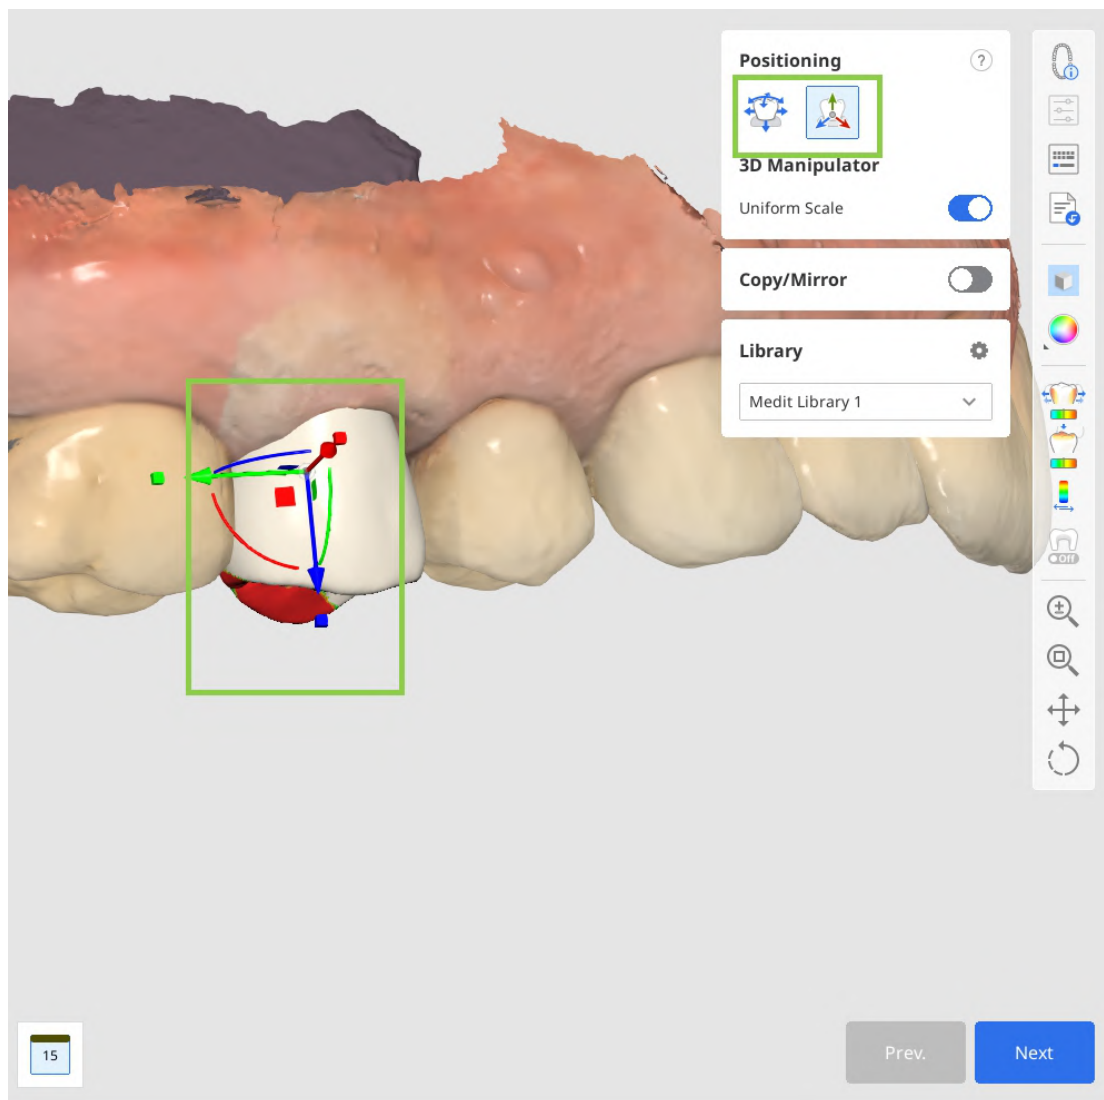 Positioning
?
3D Manipulator
Uniform Scale
Copy/Mirror
Library
Medit Library 1
Off
15
Prev.
Next